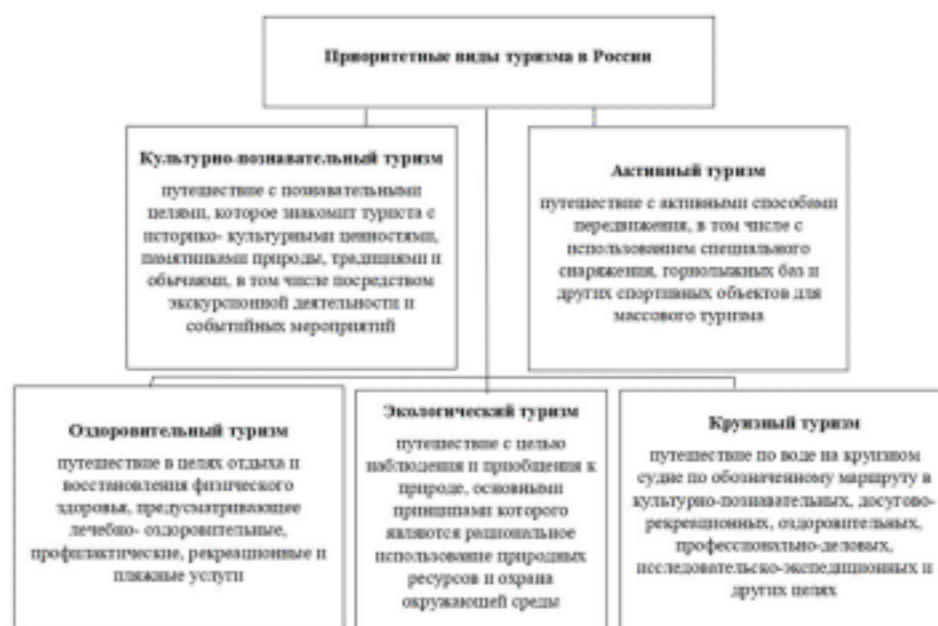 Приоритетные виды туризма в России
Культурно-познавательный туризм
путешествие с познавательными
целями, которое знакомит туриста с
историко- культурными ценностями,
памятниками природы, традициями и
обычаями, в том числе посредством
экскурсионной деятельности и
событийных мероприятий
Активный туризм
путешествие с активными способами
передвижения, в том числе с
использованием специального
снаряжения, горнолыжных баз и
других спортивных объектов для
массового туризма
Оздоровительный туризм
путешествие в целях отдыха и
восстановления физического
здоровья, предусматривающее
лечебно- оздоровительные,
профилактические, рекреационные и
пляжные услуги
Экологический туризм
путешествие с целью
наблюдения и приобщения к
природе, основными
принципами которого
являются рациональное
использование природных
ресурсов и охрана
окружающей среды
Круизный туризм
путешествие по воде на круизном
судне по обозначенному маршруту в
культурно-познавательных, досугово-
рекреационных, оздоровительных,
профессионально-деловых,
исследовательско-экспедиционных и
других целях